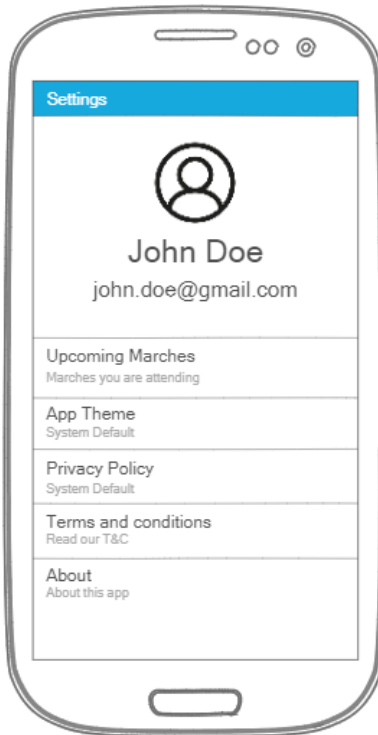 Settings
John Doe
john.doe@gmail.com
Upcoming Marches
Marches you are attending
App Theme
System Default
Privacy Policy
System Default
Terms and conditions
Read our T&C
About
About this app